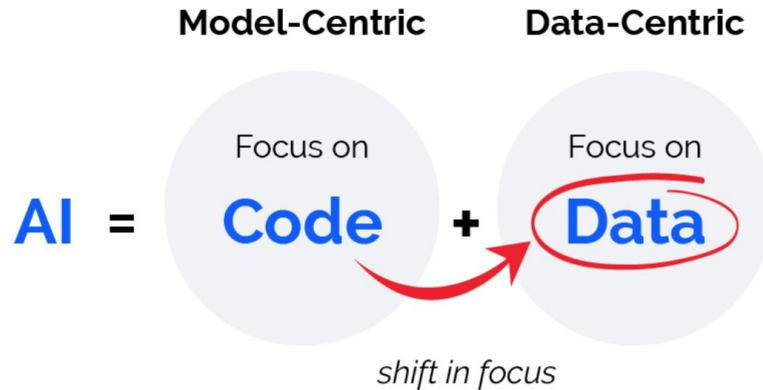 Model-Centric Data-Centric
Focus on Focus on
AI = Code + Data
shift in focus